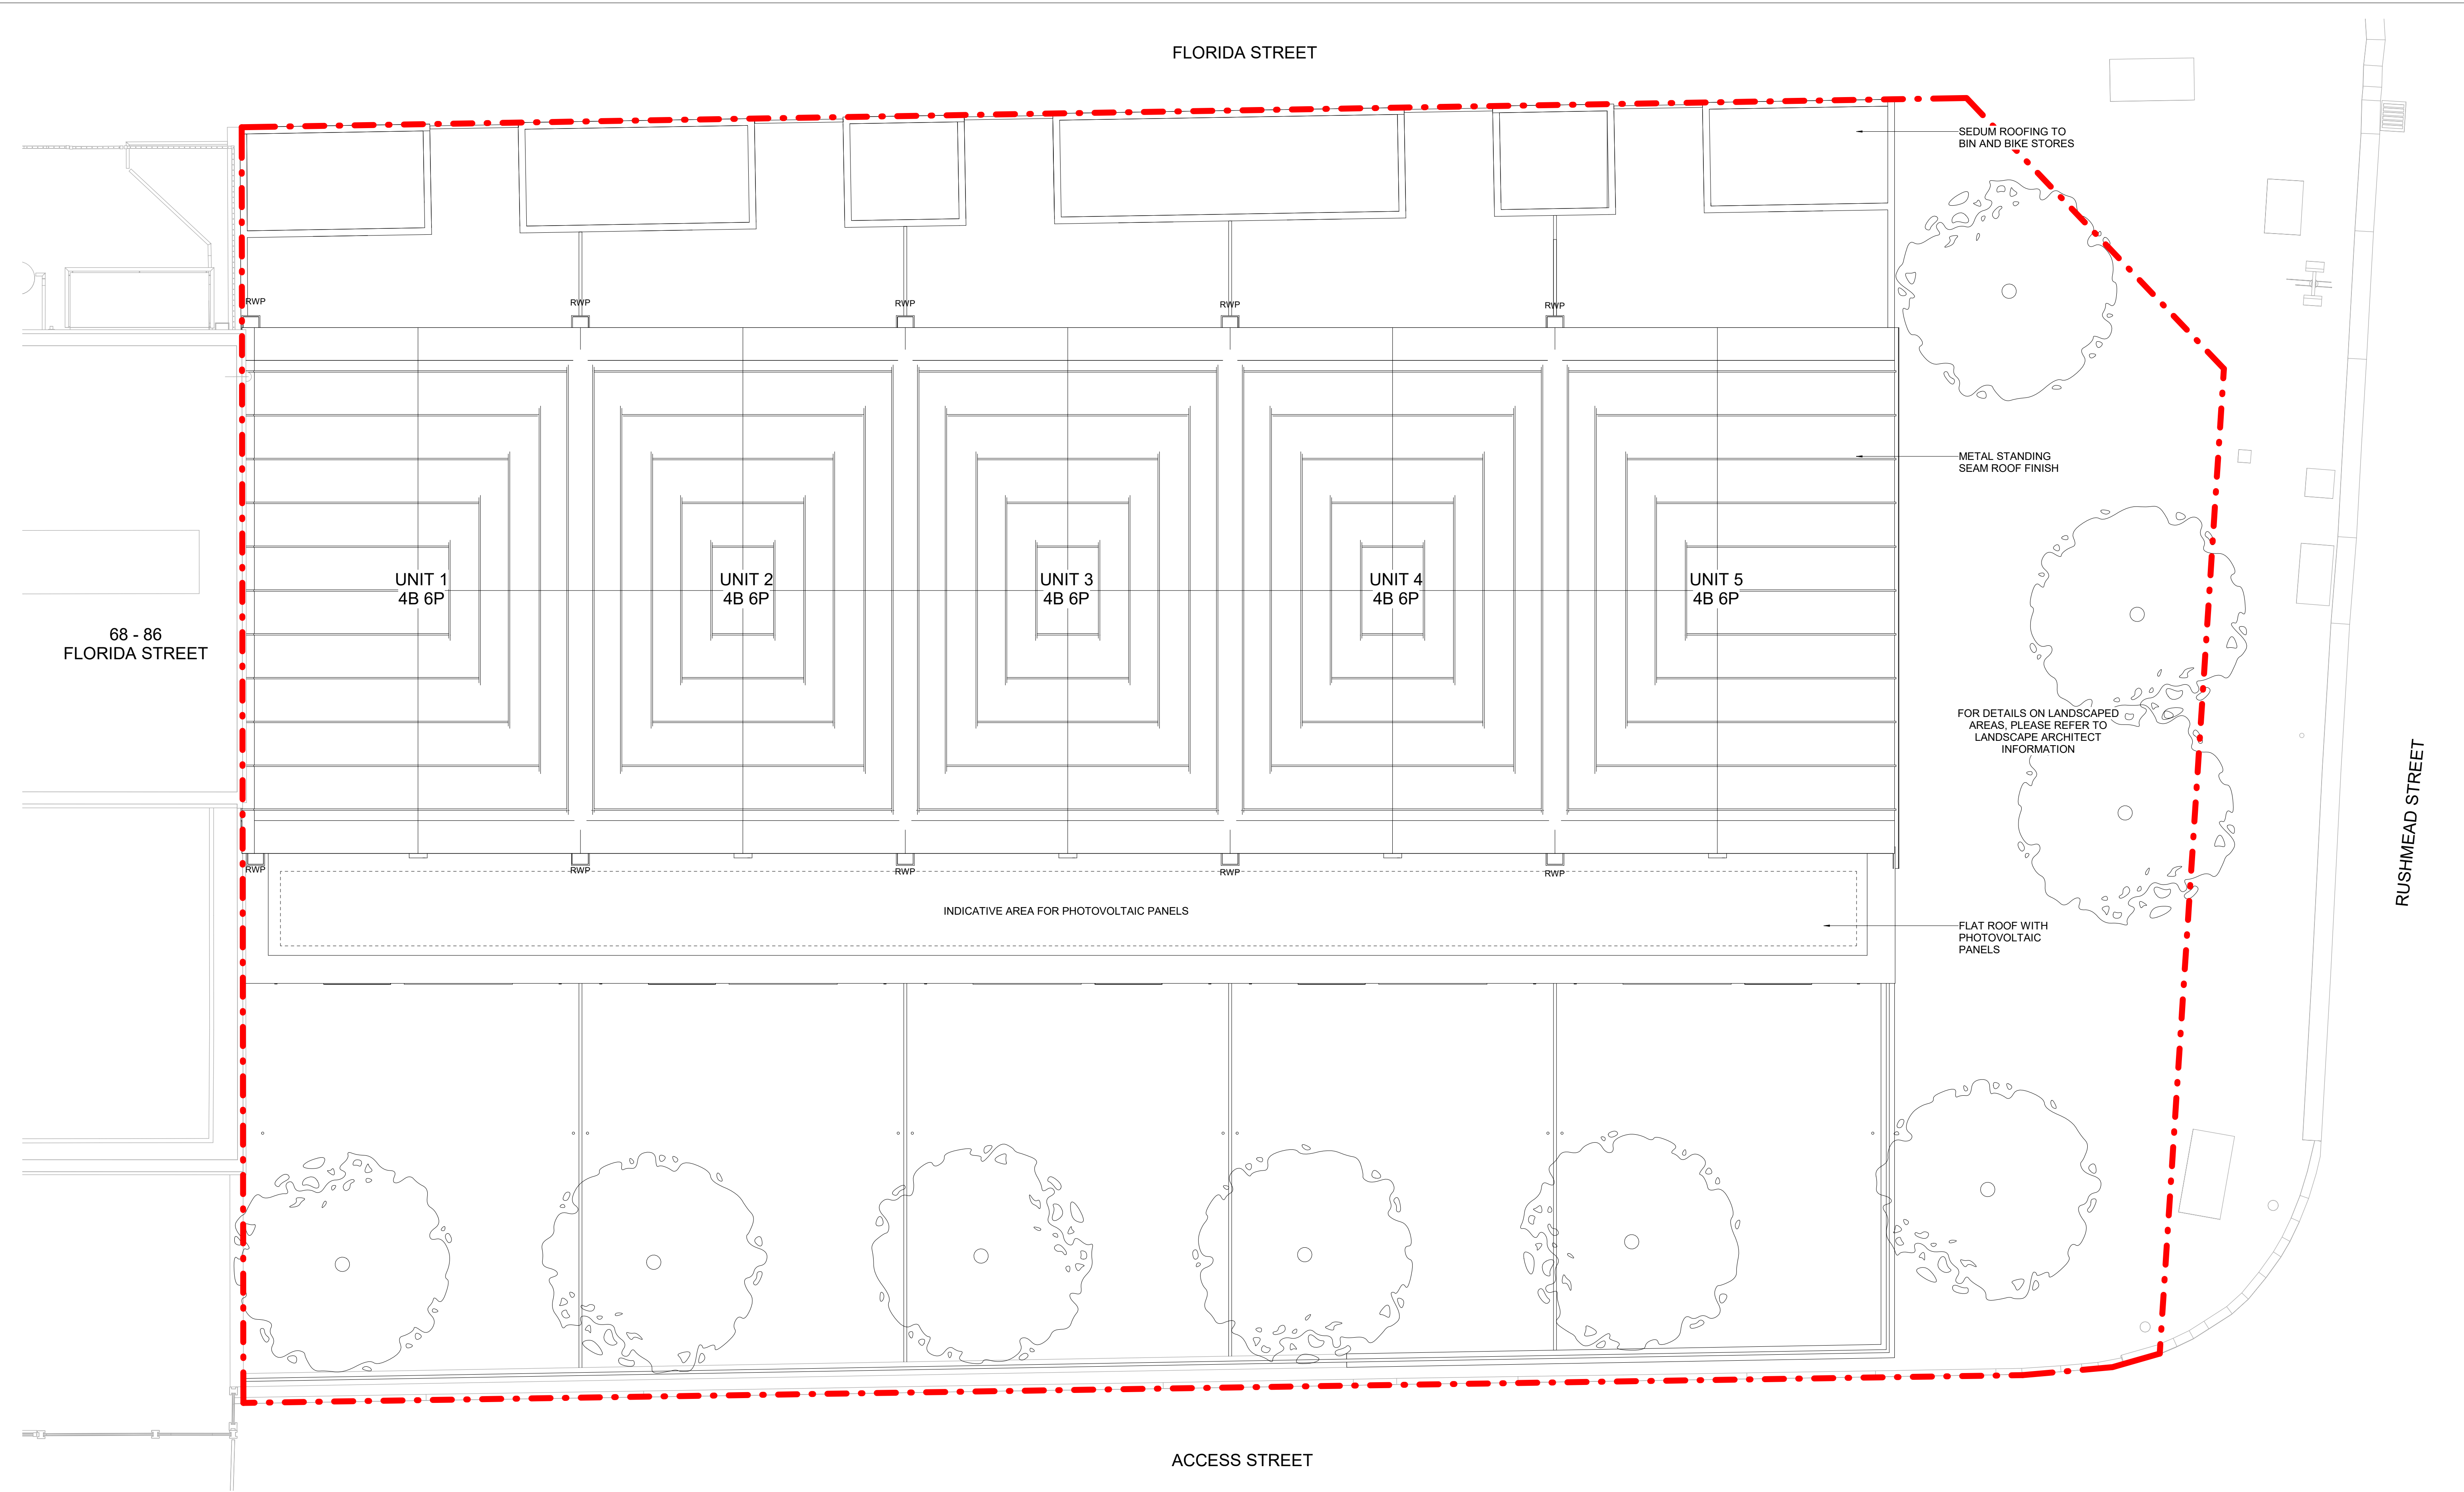 FLORIDA STREET
SEDUM ROOFING TO
BIN AND BIKE STORES
RWP
RWP
RWP
RWP
RWP
METAL STANDING
SEAM ROOF FINISH
UNIT 1
4B 6P
UNIT 2
4B 6P
UNIT 3
4B 6P
UNIT 4
4B 6P
UNIT 5
4B 6P
68 - 86
FLORIDA STREET
FOR DETAILS ON LANDSCAPED
AREAS, PLEASE REFER TO
LANDSCAPE ARCHITECT
INFORMATION
RUSHMEAD STREET
RWP
RWP
RWP
RWP
RWP
INDICATIVE AREA FOR PHOTOVOLTAIC PANELS
FLAT ROOF WITH
PHOTOVOLTAIC
PANELS
ACCESS STREET